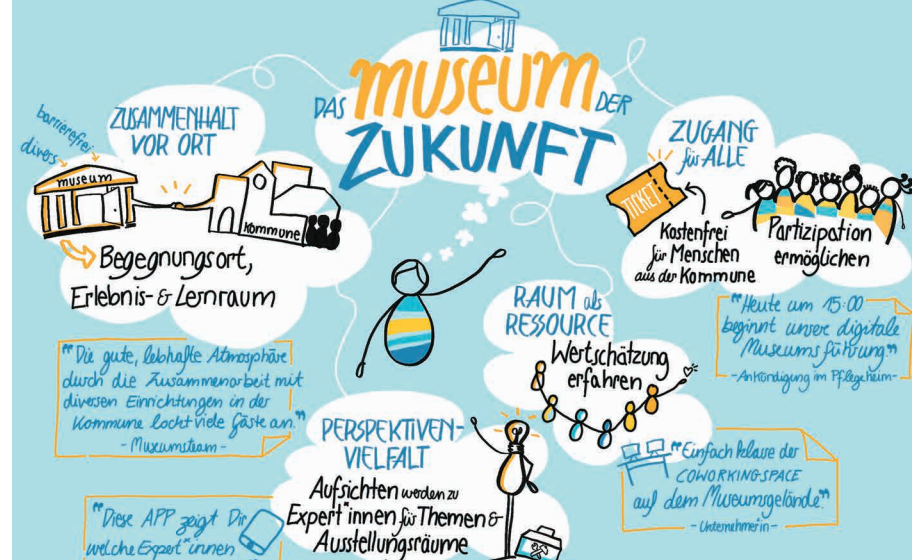 DAS MUSEUM DER
ZUKUNFT
ZUSAMMENHALT
VOR ORT
barrierefrei
divers
museum
Kommune
Begegnungsort,
Erlebnis- & Lernraum
"Die gute, lebhafte Atmosphäre
durch die Zusammenarbeit mit
diversen Einrichtungen in der
Kommune lockt viele Gäste an."
- Museumsteam -
ZUGANG
für ALLE
TICKET
Kostenfrei
für Menschen
aus der Kommune
Partizipation
ermöglichen
"Heute um 15:00
beginnt unsere digitale
Museumsführung."
- Ankündigung im Pflegeheim -
RAUM als
RESSOURCE
Wertschätzung
erfahren
"Einfach klasse der
COWORKINGSPACE
auf dem Museumsgelände."
- Unternehmerin -
PERSPEKTIVEN-
VIELFALT
Aufsichten werden zu
Expert*innen für Themen &
Ausstellungsräume
"Diese APP zeigt Dir
welche Expert*innen